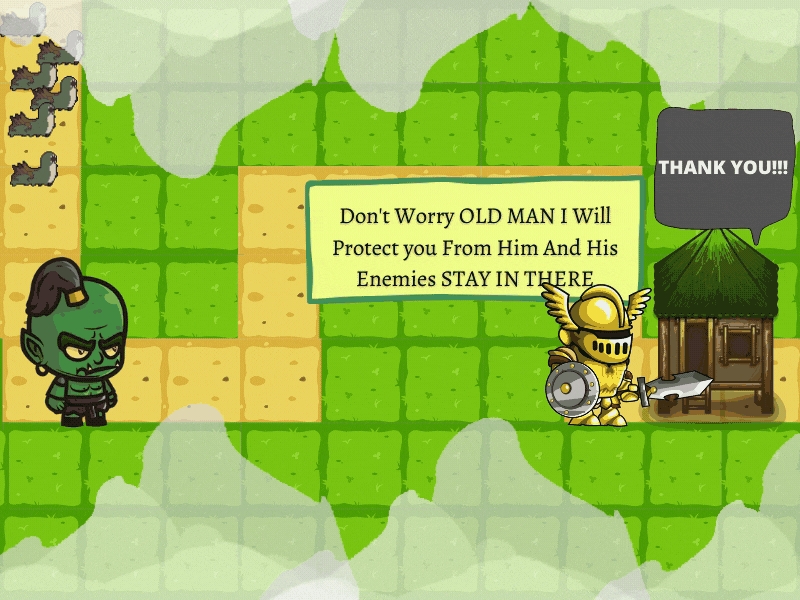 Don't Worry OLD MAN I Will
Protect you From Him And His
Enemies STAY IN THERE
THANK YOU!!!